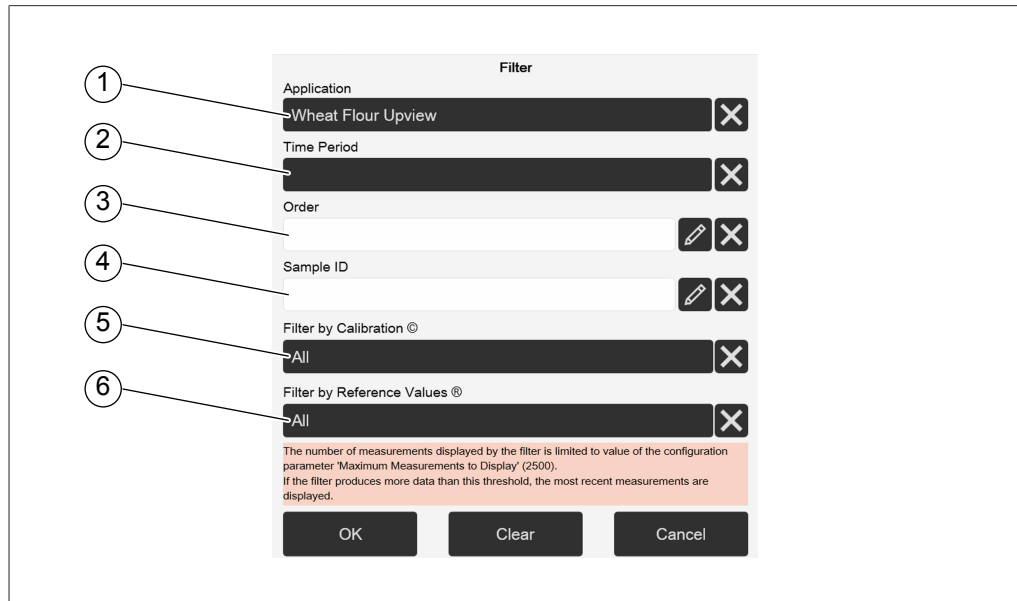 Filter
1
Application
Wheat Flour Upview
2
Time Period
3
Order
4
Sample ID
5
Filter by Calibration ©
All
6
Filter by Reference Values ®
All
The number of measurements displayed by the filter is limited to value of the configuration
parameter 'Maximum Measurements to Display' (2500).
If the filter produces more data than this threshold, the most recent measurements are
displayed.
OK Clear Cancel